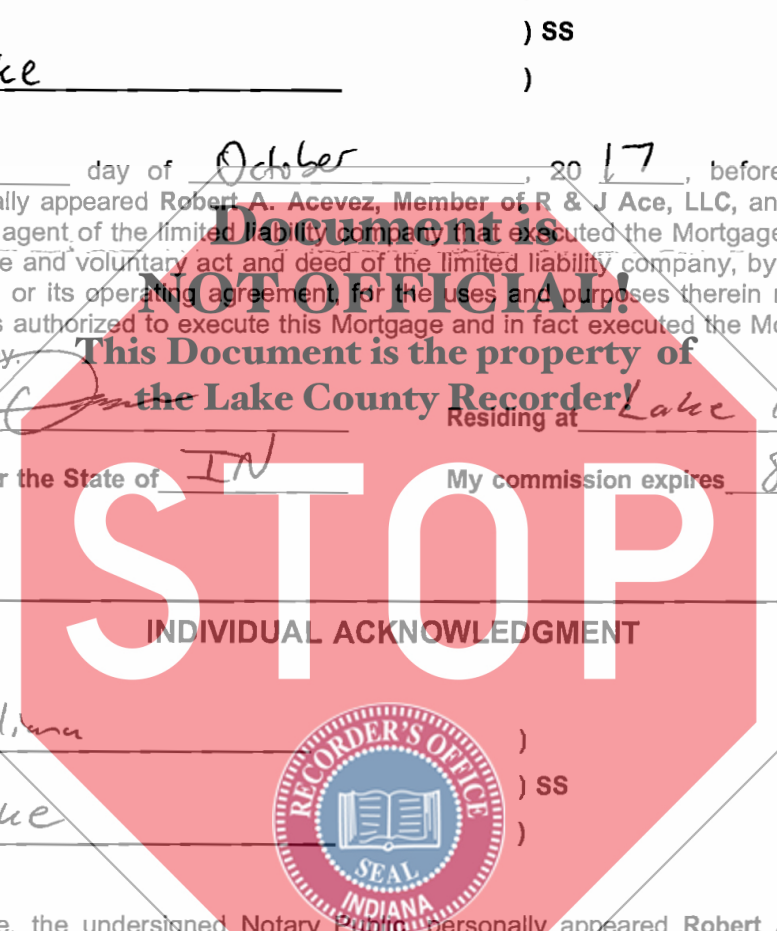 ) SS
ke
)
day of October, 20 17, before
ally appeared Robert A. Acevez, Member of R & J Ace, LLC, an
Document is
agent of the limited liability company that executed the Mortgage
e and voluntary act and deed of the limited liability company, by
NOT OFFICIAL!
or its operating agreement, for the uses and purposes therein
s authorized to execute this Mortgage and in fact executed the Mo
y.
This Document is the property of
the Lake County Recorder!
Residing at Lake
r the State of IN My commission expires 8
STOP
INDIVIDUAL ACKNOWLEDGMENT
diana
)
) SS
ke
)
RECORDER'S OFFICE
SEAL
INDIANA
e, the undersigned Notary Public, personally appeared Robert